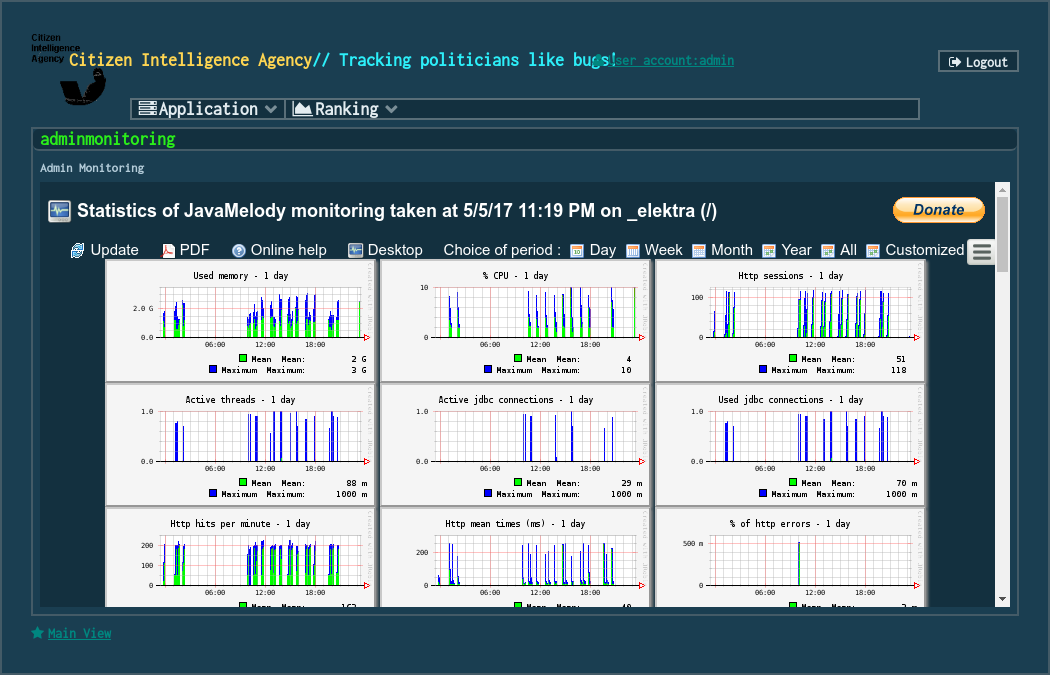 Citizen
Intelligence
Agency
Citizen Intelligence Agency// Tracking politicians like bugs!
User account:admin
Logout
Application
Ranking
adminmonitoring
Admin Monitoring
Statistics of JavaMelody monitoring taken at 5/5/17 11:19 PM on _elektra (/)
Donate
Update PDF Online help Desktop Choice of period : Day Week Month Year All Customized
Used memory - 1 day
2.0 G
0.0
06:00 12:00 18:00
Mean Mean: 2 G
Maximum Maximum: 3 G
% CPU - 1 day
10
0
06:00 12:00 18:00
Mean Mean: 4
Maximum Maximum: 10
Http sessions - 1 day
100
0
06:00 12:00 18:00
Mean Mean: 51
Maximum Maximum: 118
Active threads - 1 day
1.0
0.0
06:00 12:00 18:00
Mean Mean: 88 m
Maximum Maximum: 1000 m
Active jdbc connections - 1 day
1.0
0.0
06:00 12:00 18:00
Mean Mean: 29 m
Maximum Maximum: 1000 m
Used jdbc connections - 1 day
1.0
0.0
06:00 12:00 18:00
Mean Mean: 70 m
Maximum Maximum: 1000 m
Http hits per minute - 1 day
200
100
0
06:00 12:00 18:00
Mean Mean:
Http mean times (ms) - 1 day
200
0
06:00 12:00 18:00
Mean Mean:
% of http errors - 1 day
500 m
0
06:00 12:00 18:00
Mean Mean:
Main View